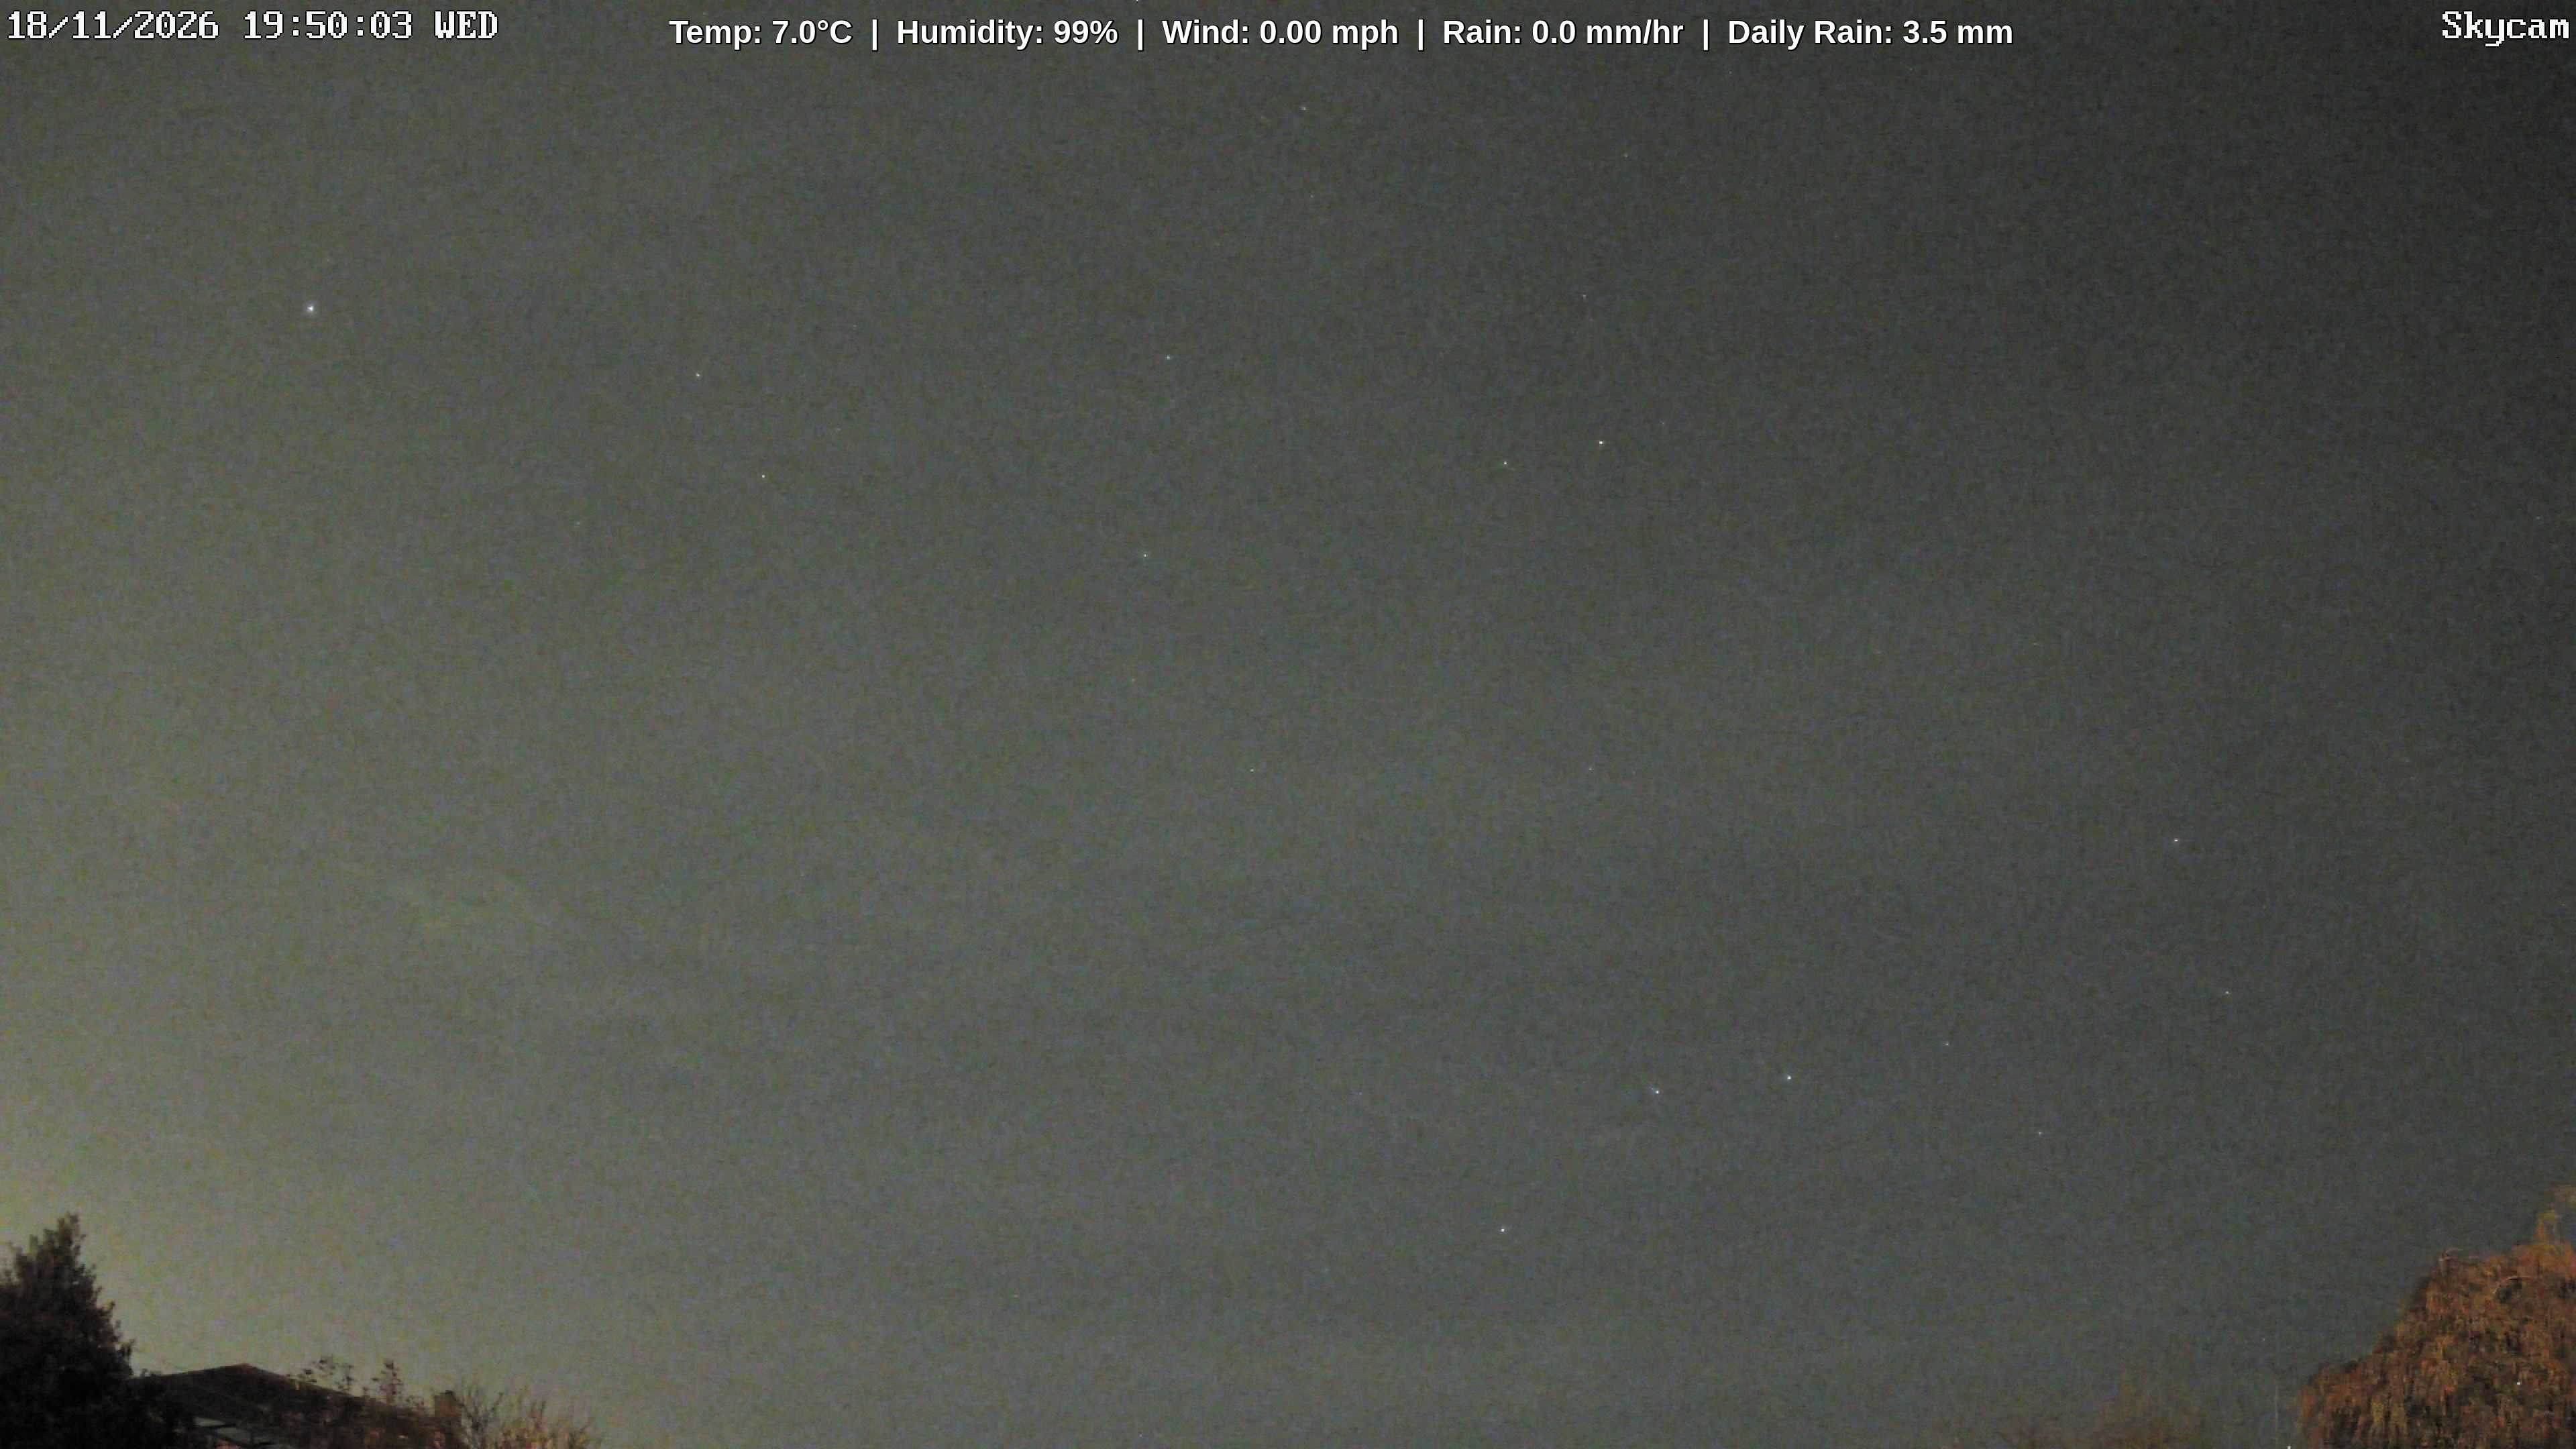 18/11/2026 19:50:03 WED
Temp: 7.0°C | Humidity: 99% | Wind: 0.00 mph | Rain: 0.0 mm/hr | Daily Rain: 3.5 mm
Skycam